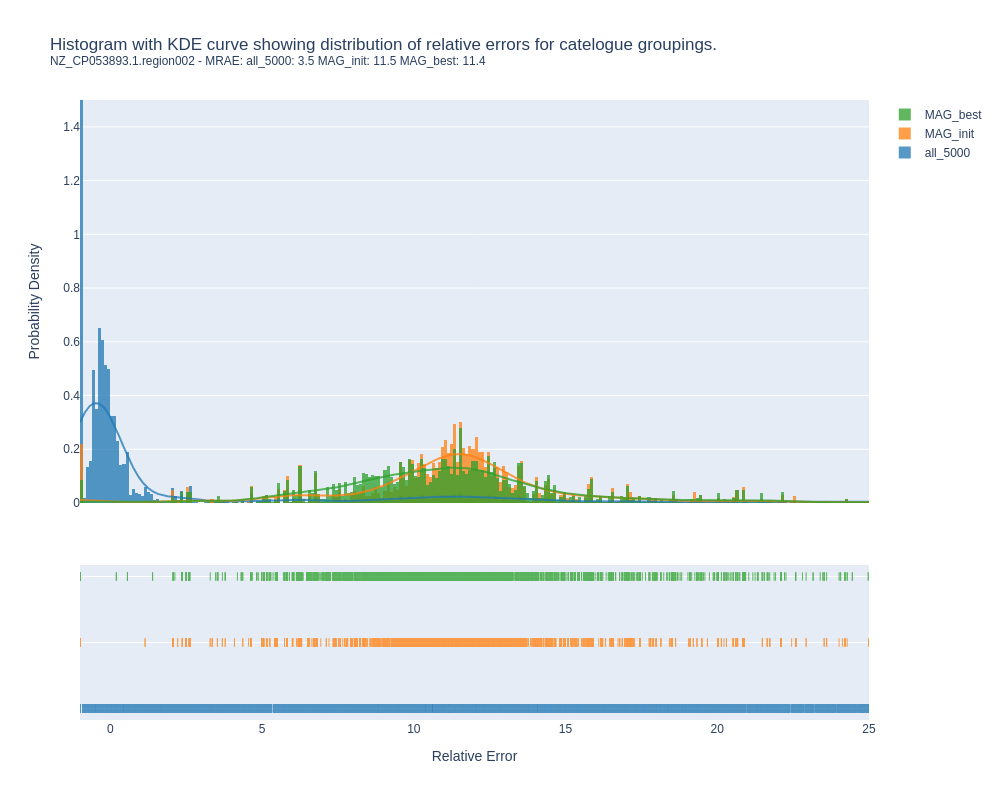 Histogram with KDE curve showing distribution of relative errors for catelogue groupings.
NZ_CP053893.1.region002 - MRAE: all_5000: 3.5 MAG_init: 11.5 MAG_best: 11.4
MAG_best
MAG_init
all_5000
Probability Density
1.4
1.2
1
0.8
0.6
0.4
0.2
0
0 5 10 15 20 25
Relative Error